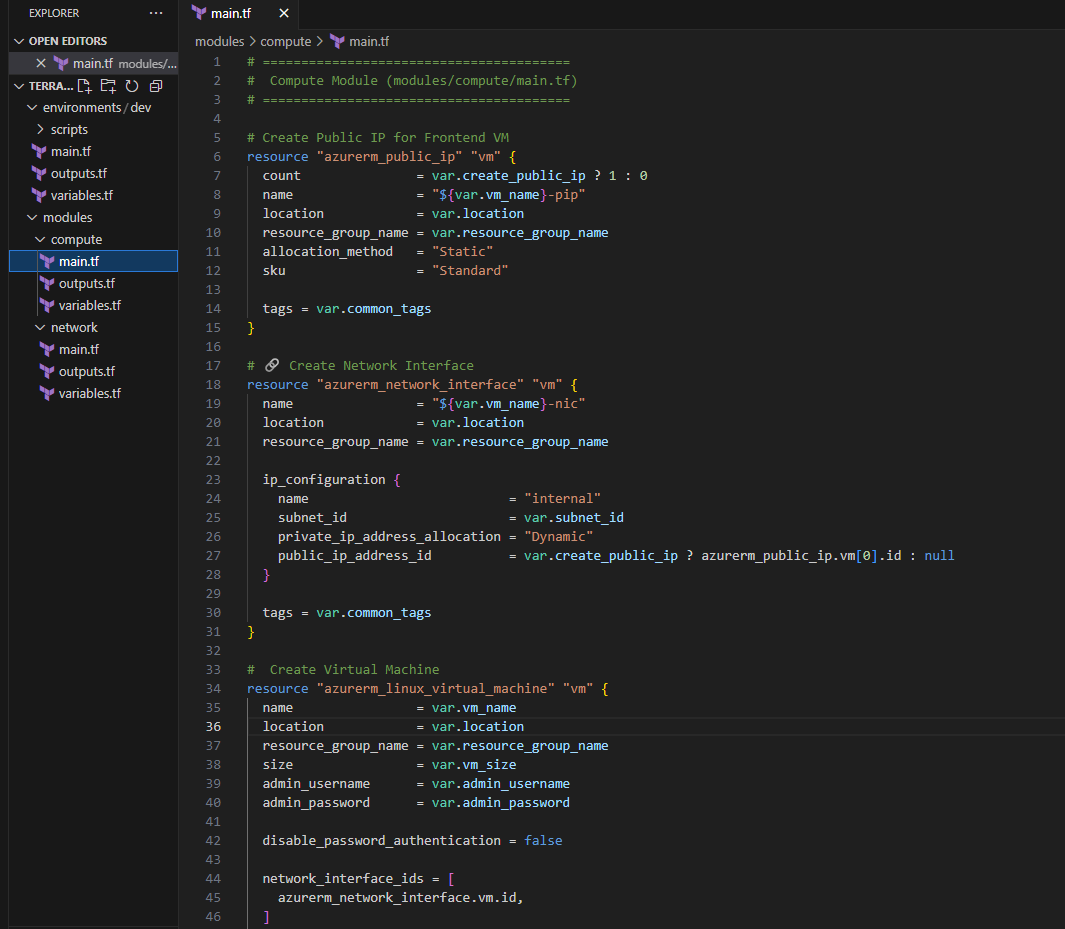 EXPLORER
OPEN EDITORS
main.tf modules/...
TERRA...
environments / dev
scripts
main.tf
outputs.tf
variables.tf
modules
compute
main.tf
outputs.tf
variables.tf
network
main.tf
outputs.tf
variables.tf
main.tf
modules > compute > main.tf
1 # ========================================
2 #  Compute Module (modules/compute/main.tf)
3 # ========================================
4
5 # Create Public IP for Frontend VM
6 resource "azurerm_public_ip" "vm" {
7   count               = var.create_public_ip ? 1 : 0
8   name                = "${var.vm_name}-pip"
9   location            = var.location
10   resource_group_name = var.resource_group_name
11   allocation_method   = "Static"
12   sku                 = "Standard"
13
14   tags = var.common_tags
15 }
16
17 # 🔗 Create Network Interface
18 resource "azurerm_network_interface" "vm" {
19   name                = "${var.vm_name}-nic"
20   location            = var.location
21   resource_group_name = var.resource_group_name
22
23   ip_configuration {
24     name                          = "internal"
25     subnet_id                     = var.subnet_id
26     private_ip_address_allocation = "Dynamic"
27     public_ip_address_id          = var.create_public_ip ? azurerm_public_ip.vm[0].id : null
28   }
29
30   tags = var.common_tags
31 }
32
33 #  Create Virtual Machine
34 resource "azurerm_linux_virtual_machine" "vm" {
35   name                = var.vm_name
36   location            = var.location
37   resource_group_name = var.resource_group_name
38   size                = var.vm_size
39   admin_username      = var.admin_username
40   admin_password      = var.admin_password
41
42   disable_password_authentication = false
43
44   network_interface_ids = [
45     azurerm_network_interface.vm.id,
46   ]